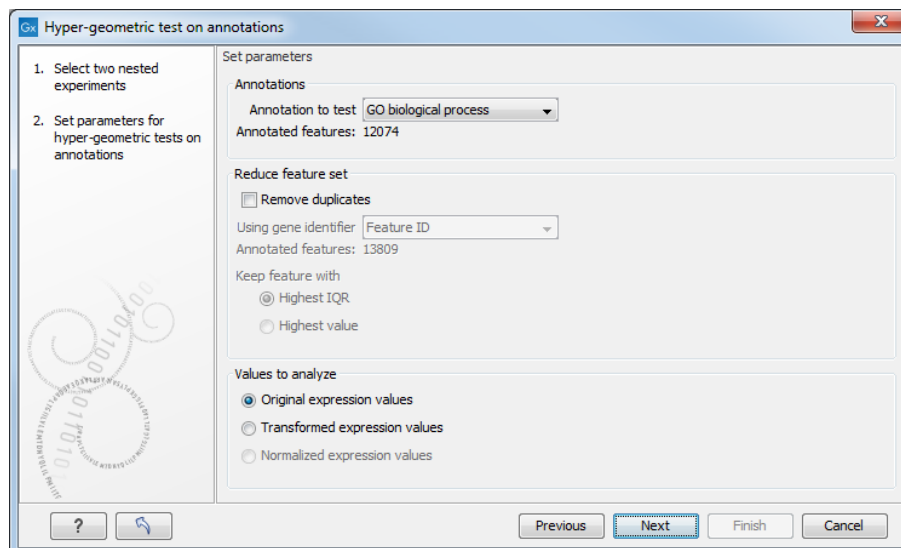 Gx Hyper-geometric test on annotations
1. Select two nested
experiments
2. Set parameters for
hyper-geometric tests on
annotations
Set parameters
Annotations
Annotation to test GO biological process
Annotated features: 12074
Reduce feature set
Remove duplicates
Using gene identifier Feature ID
Annotated features: 13809
Keep feature with
Highest IQR
Highest value
Values to analyze
Original expression values
Transformed expression values
Normalized expression values
? Previous Next Finish Cancel